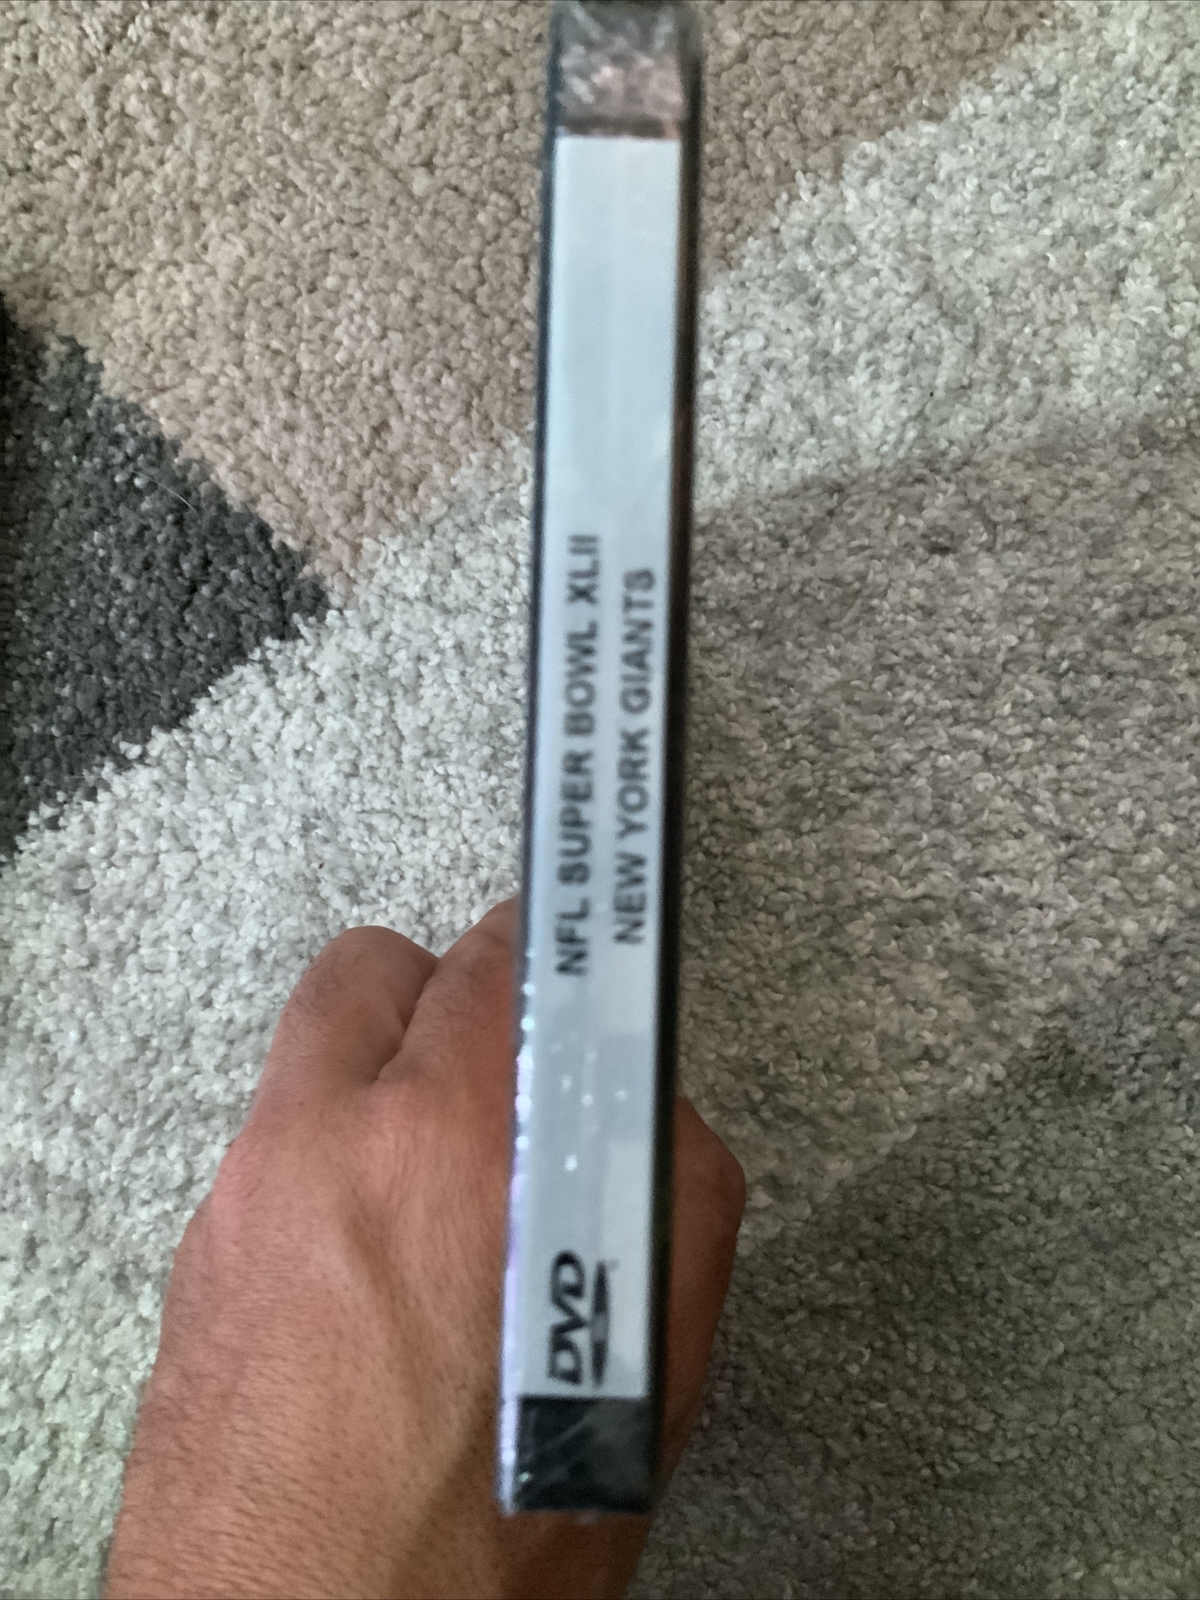 NFL SUPER BOWL XLII
NEW YORK GIANTS
DVD